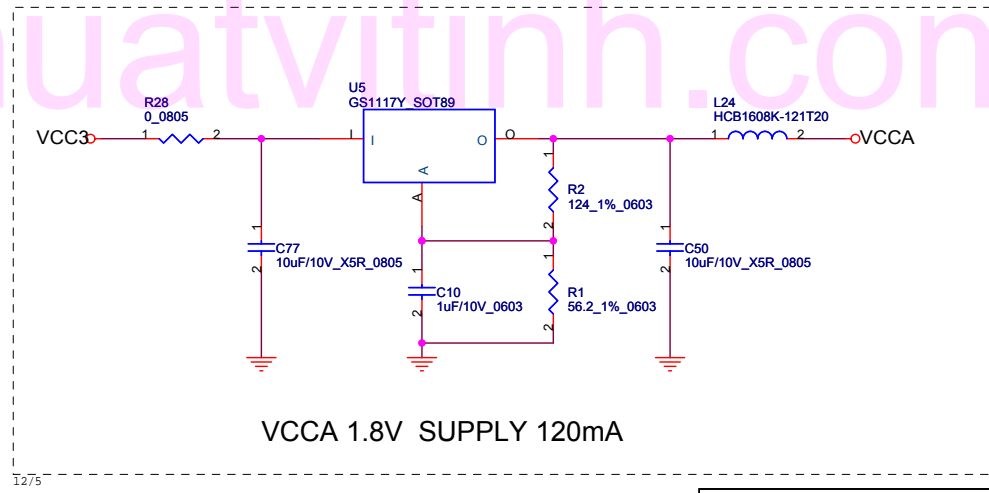 uatvitinh.com
U5
GS1117Y_SOT89
R28
0_0805
L24
HCB1608K-121T20
VCC3
1
2
I
I
O
O
1
2
VCCA
A
A
1
R2
124_1%_0603
2
1
C77
10uF/10V_X5R_0805
2
1
C50
10uF/10V_X5R_0805
2
1
C10
1uF/10V_0603
2
1
R1
56.2_1%_0603
2
VCCA 1.8V SUPPLY 120mA
12/5